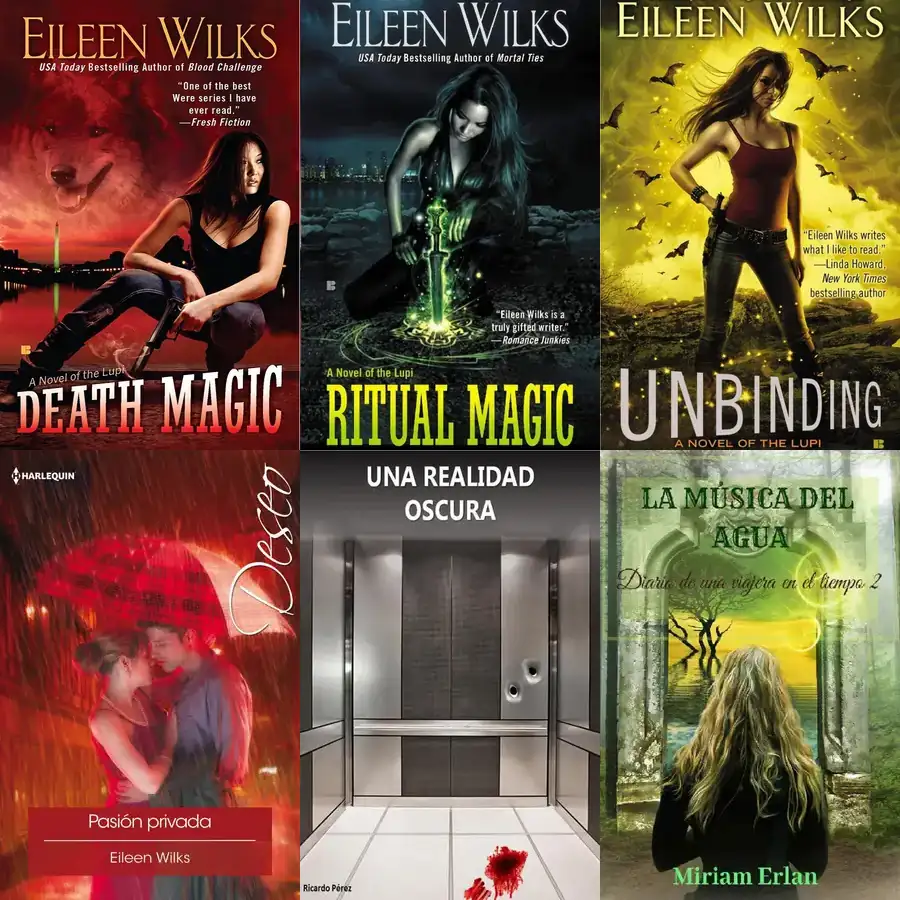 EILEEN WILKS
USA Today Bestselling Author of Blood Challenge
"One of the best
Were series I have
ever read."
—Fresh Fiction
B
A Novel of the Lupi
DEATH MAGIC
EILEEN WILKS
USA Today Bestselling Author of Mortal Ties
B
"Eileen Wilks is a
truly gifted writer."
—Romance Junkies
A Novel of the Lupi
RITUAL MAGIC
EILEEN WILKS
"Eileen Wilks writes
what I like to read."
—Linda Howard,
New York Times
bestselling author
UNBINDING
A NOVEL OF THE LUPI
B
HARLEQUIN
Deseo
Pasión privada
Eileen Wilks
UNA REALIDAD
OSCURA
Ricardo Pérez
LA MÚSICA DEL
AGUA
Diario de una viajera en el tiempo 2
Miriam Erlan